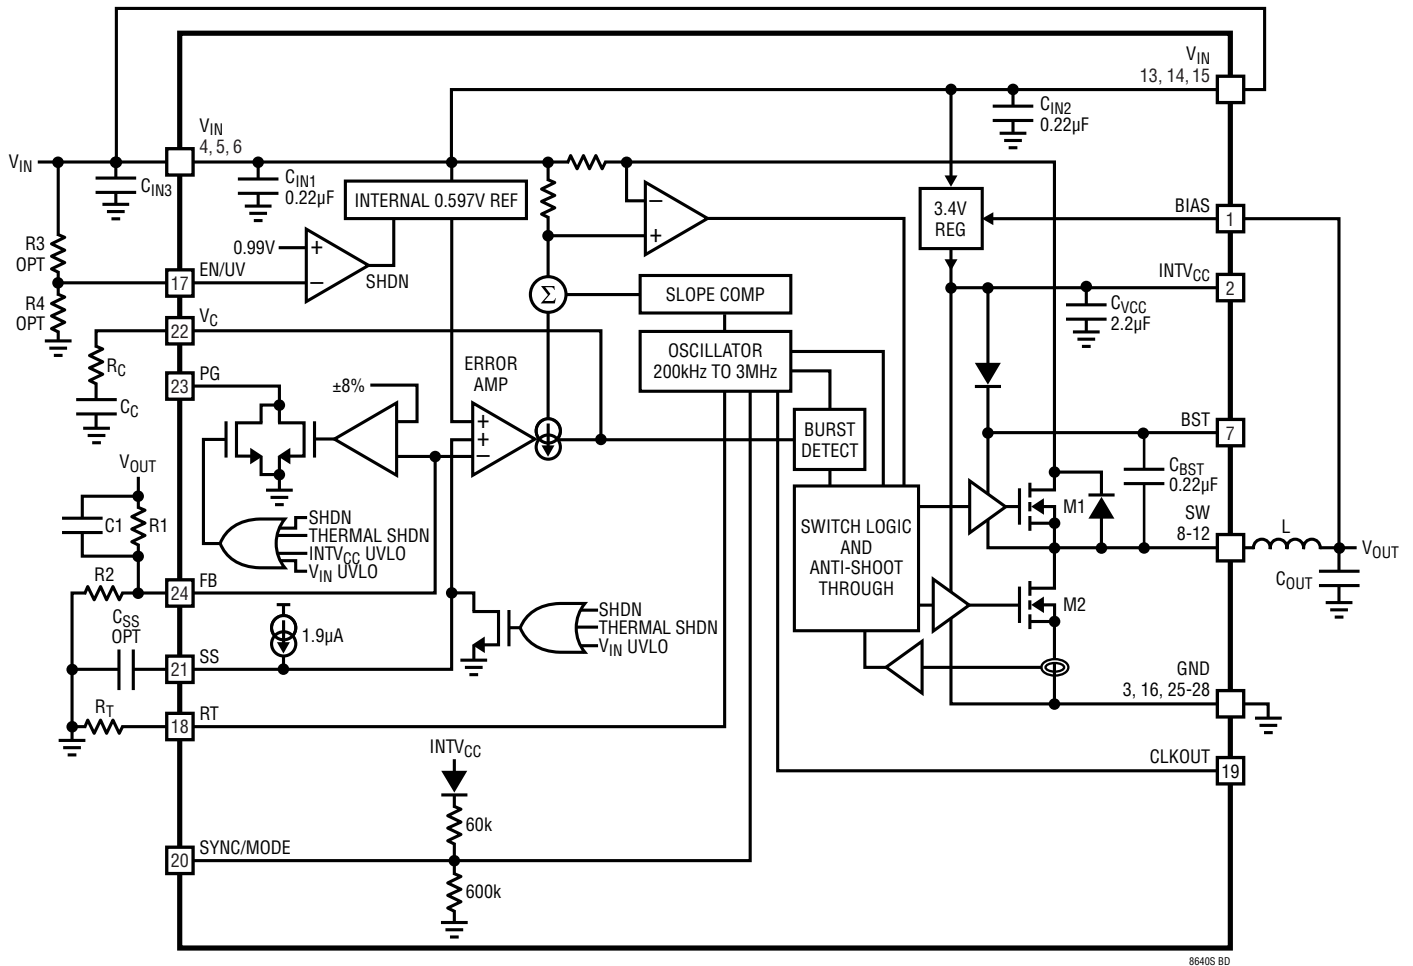 VIN
13, 14, 15
CIN2
0.22µF
VIN
VIN
4, 5, 6
CIN3
CIN1
0.22µF
INTERNAL 0.597V REF
–
+
3.4V
REG
BIAS
1
R3
OPT
0.99V
+
–
SHDN
EN/UV
17
R4
OPT
Σ
SLOPE COMP
INTVCC
2
CVCC
2.2µF
VC
22
OSCILLATOR
200kHz TO 3MHz
RC
CC
PG
23
±8%
ERROR
AMP
+
+
–
BURST
DETECT
BST
7
CBST
0.22µF
VOUT
C1
R1
SHDN
THERMAL SHDN
INTVCC UVLO
VIN UVLO
SWITCH LOGIC
AND
ANTI-SHOOT
THROUGH
M1
SW
8-12
L
VOUT
COUT
R2
FB
24
CSS
OPT
1.9µA
SHDN
THERMAL SHDN
VIN UVLO
M2
SS
21
GND
3, 16, 25-28
RT
RT
18
INTVCC
CLKOUT
19
60k
SYNC/MODE
20
600k
8640S BD